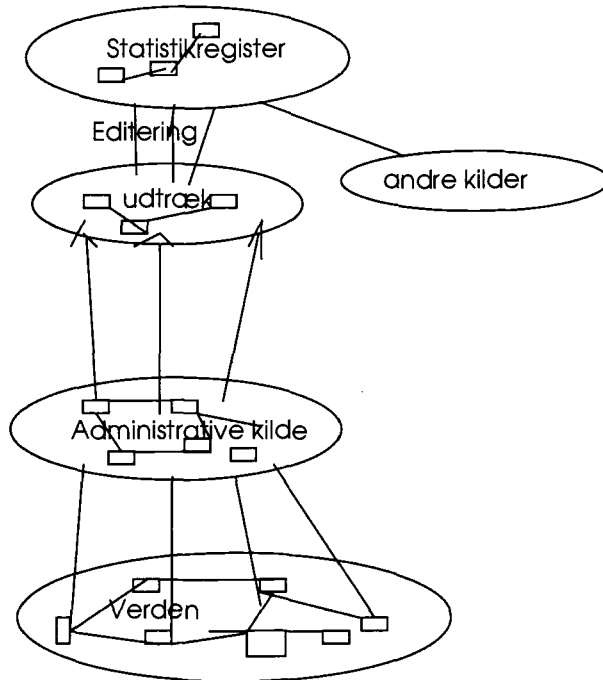 Statistikregister
Editering
udtræk
andre kilder
Administrative kilde
Verden